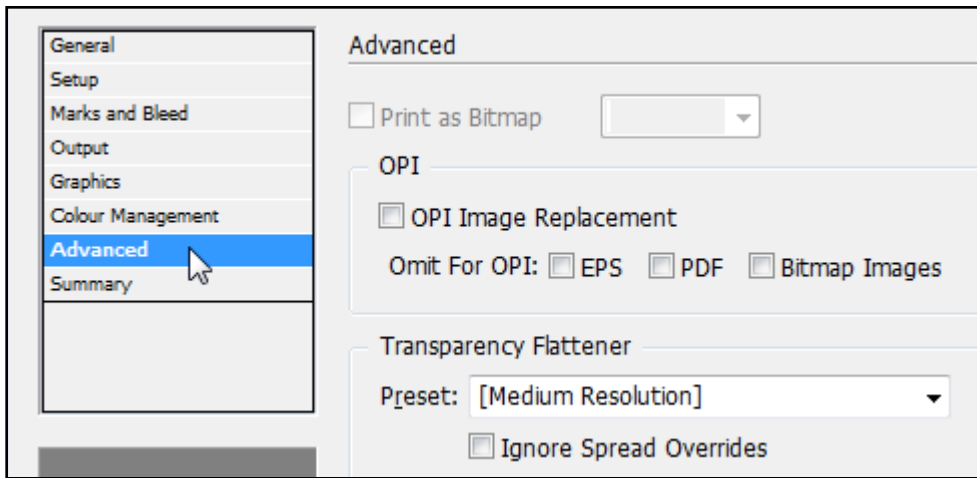 General
Setup
Marks and Bleed
Output
Graphics
Colour Management
Advanced
Summary
Advanced
Print as Bitmap
OPI
OPI Image Replacement
Omit For OPI: EPS PDF Bitmap Images
Transparency Flattener
Preset: [Medium Resolution]
Ignore Spread Overrides